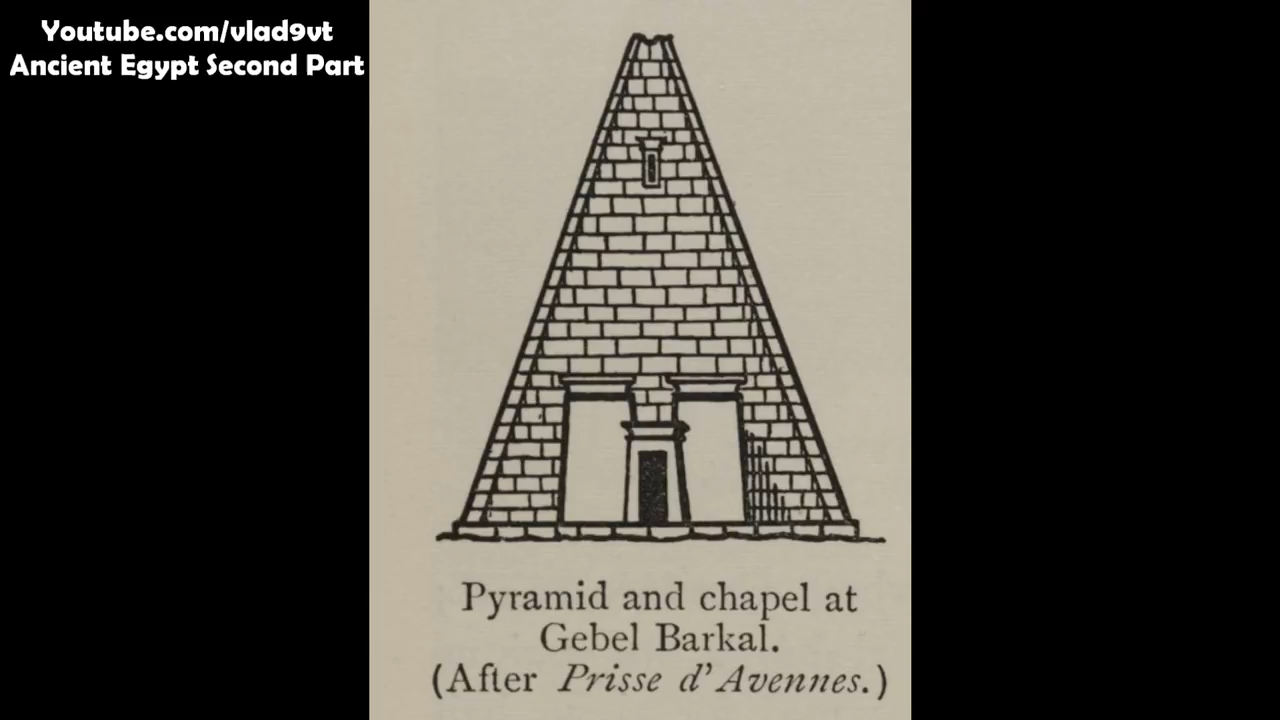 Youtube.com/vlad9vt
Ancient Egypt Second Part
Pyramid and chapel at
Gebel Barkal.
(After Prisse d'Avennes.)